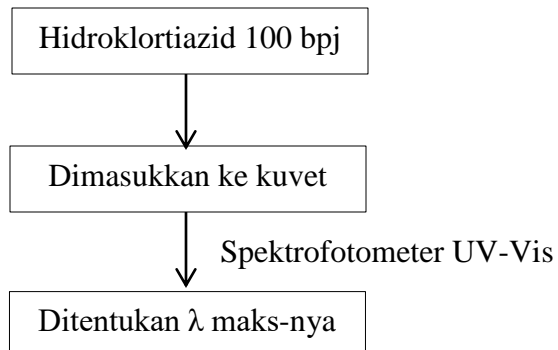 Hidroklortiazid 100 bpj
Dimasukkan ke kuvet
Spektrofotometer UV-Vis
Ditentukan λ maks-nya